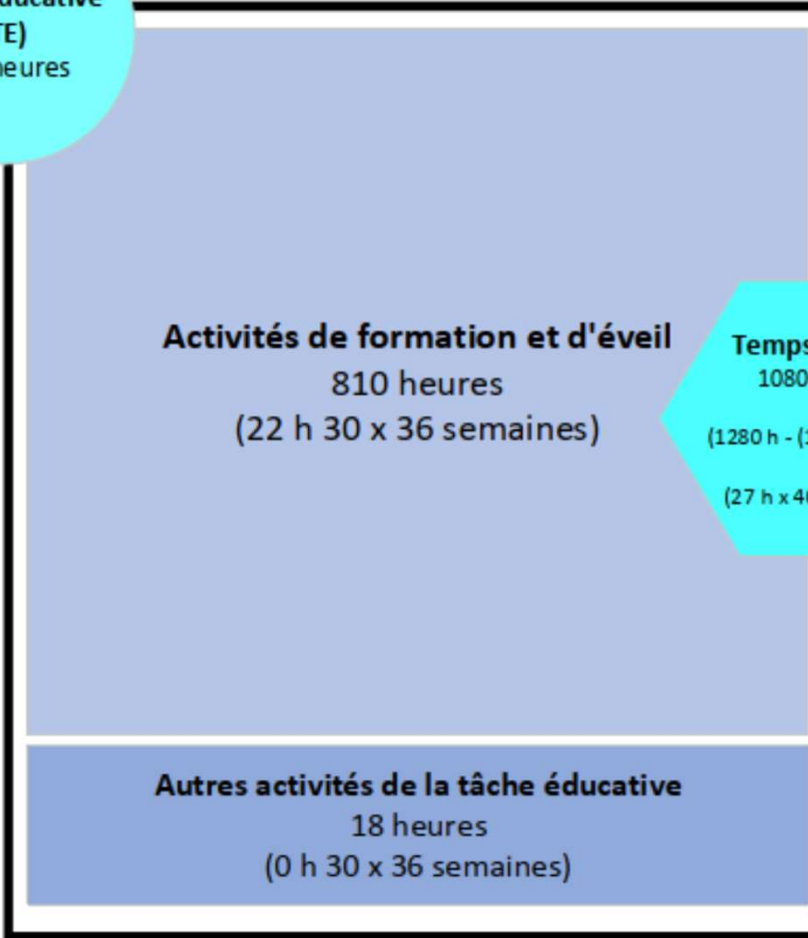 TE)
heures
Activités de formation et d'éveil
810 heures
(22 h 30 x 36 semaines)
Temps
1080
(1280 h - (
(27 h x 4
Autres activités de la tâche éducative
18 heures
(0 h 30 x 36 semaines)